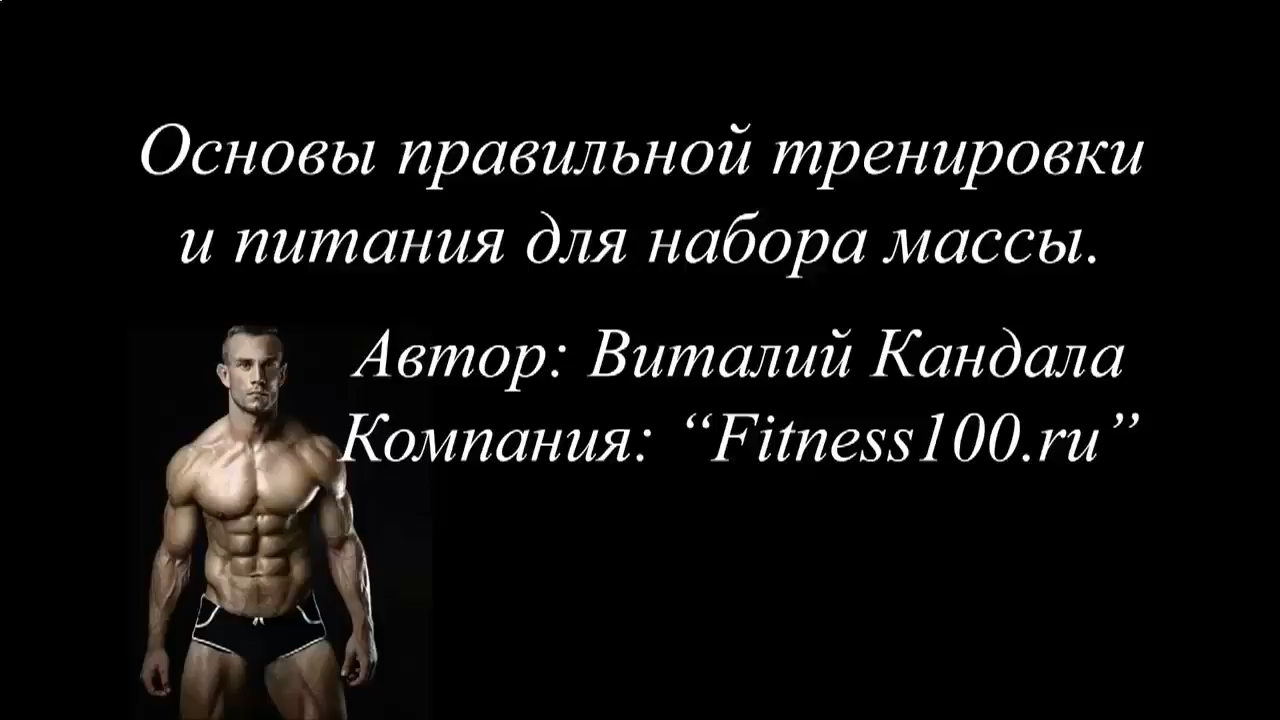 Основы правильной тренировки
и питания для набора массы.
Автор: Виталий Кандала
Компания: “Fitness100.ru”